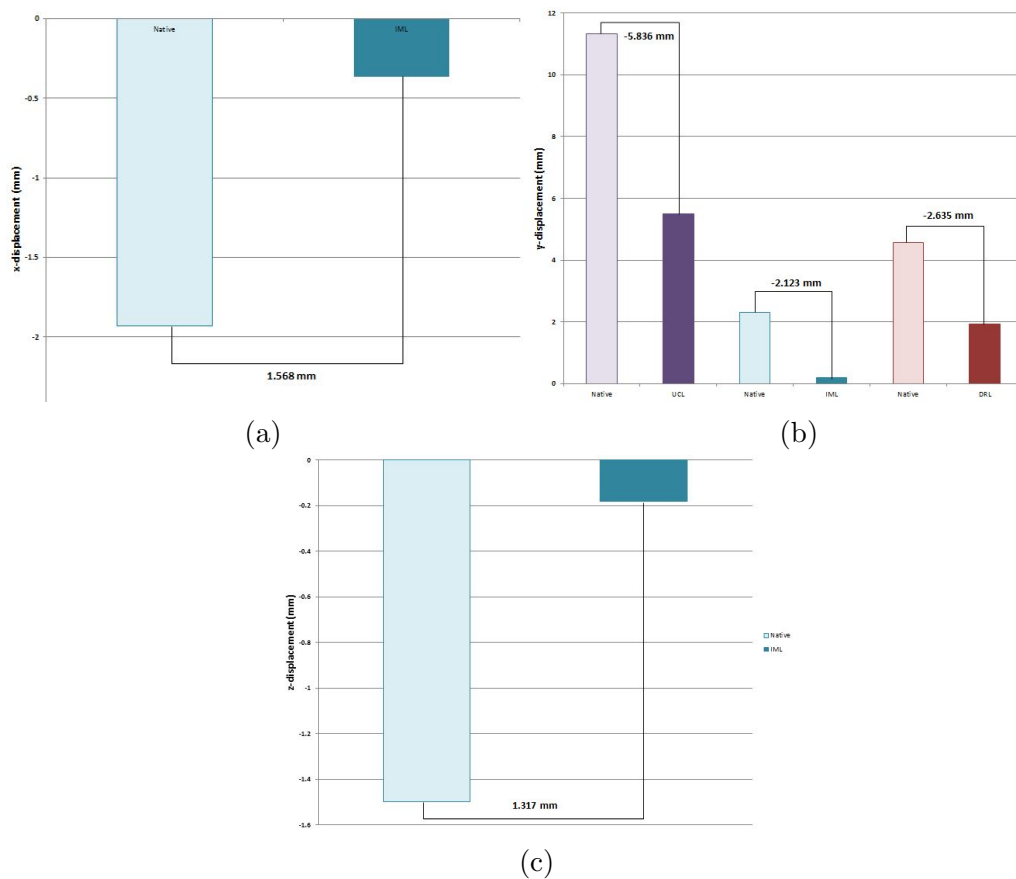 0
-0.5
-1
-1.5
-2
x-displacement (mm)
Native
IML
1.568 mm
(a)
12
10
8
6
4
2
0
y-displacement (mm)
-5.836 mm
-2.123 mm
-2.635 mm
Native
UCL
Native
IML
Native
DRL
(b)
0
-0.2
-0.4
-0.6
-0.8
-1
-1.2
-1.4
-1.6
z-displacement (mm)
1.317 mm
Native
IML
(c)